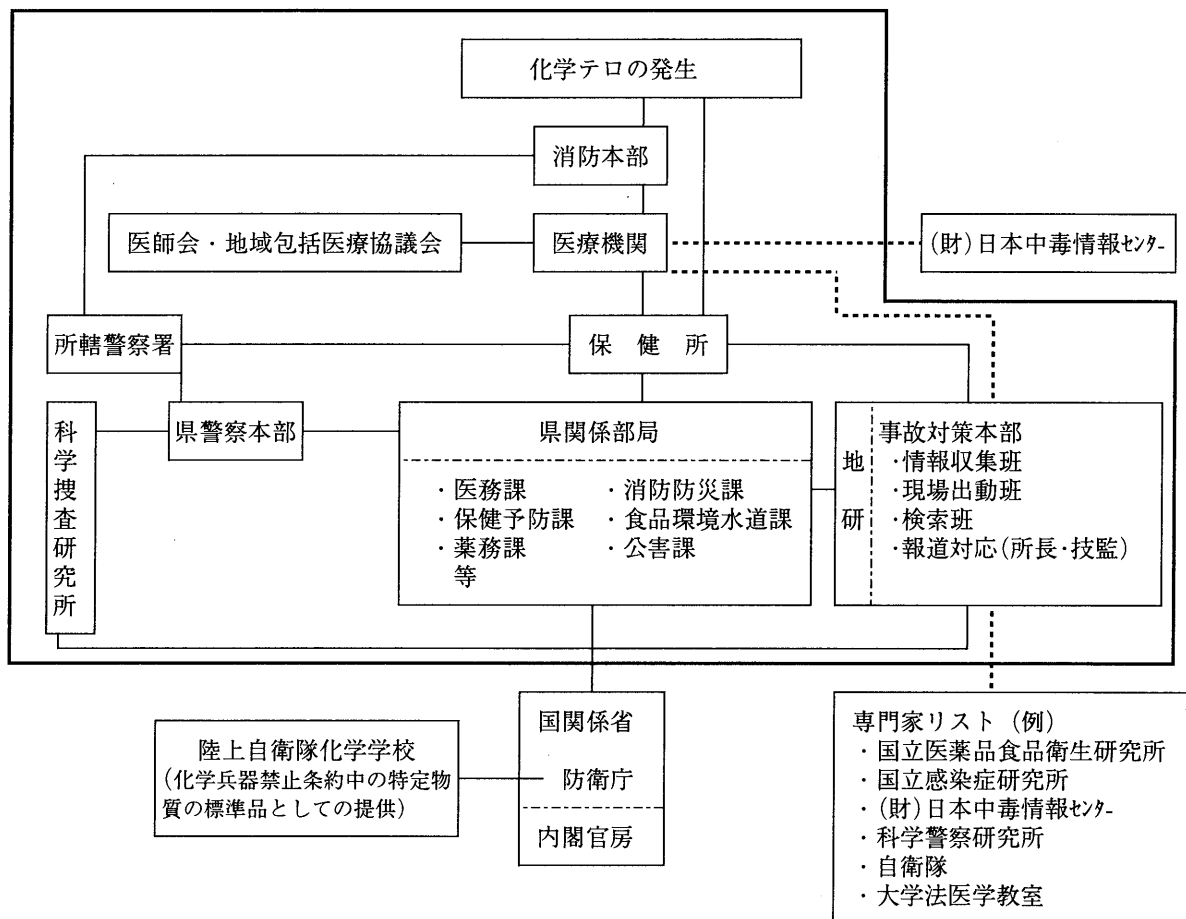 化学テロの発生
消防本部
医師会・地域包括医療協議会
医療機関
(財)日本中毒情報センター
所轄警察署
保健所
科学捜査研究所
県警察本部
県関係部局
・医務課
・消防防災課
・保健予防課
・食品環境水道課
・薬務課
・公害課
等
地研
事故対策本部
・情報収集班
・現場出動班
・検索班
・報道対応(所長・技監)
陸上自衛隊化学学校
(化学兵器禁止条約中の特定物
質の標準品としての提供)
国関係省
防衛庁
内閣官房
専門家リスト(例)
・国立医薬品食品衛生研究所
・国立感染症研究所
・(財)日本中毒情報センター
・科学警察研究所
・自衛隊
・大学法医学教室